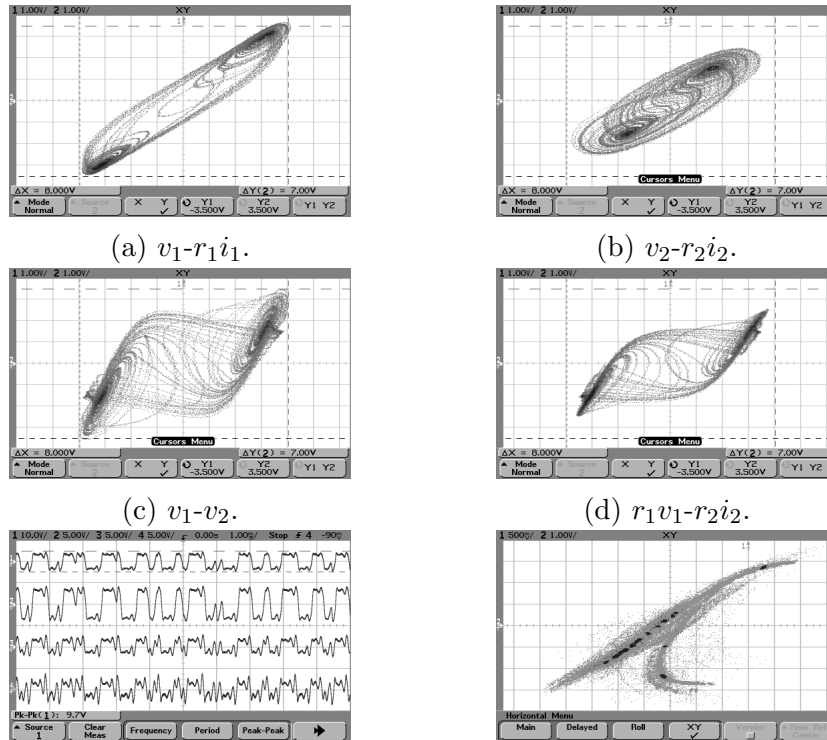 1 1.00V/ 2 1.00V/ XY
ΔX = 8.000V ΔY(2) = 7.00V
Mode Normal Source 2 X Y ✓ Y1 -3.500V Y2 3.500V Y1 Y2
1 1.00V/ 2 1.00V/ XY
Cursors Menu
ΔX = 8.000V ΔY(2) = 7.00V
Mode Normal Source 2 X Y ✓ Y1 -3.500V Y2 3.500V Y1 Y2
(a) v₁-r₁i₁.
(b) v₂-r₂i₂.
1 1.00V/ 2 1.00V/ XY
Cursors Menu
ΔX = 8.000V ΔY(2) = 7.00V
Mode Normal Source 2 X Y ✓ Y1 -3.500V Y2 3.500V Y1 Y2
1 1.00V/ 2 1.00V/ XY
Cursors Menu
ΔX = 8.000V ΔY(2) = 7.00V
Mode Normal Source 2 X Y ✓ Y1 -3.500V Y2 3.500V Y1 Y2
(c) v₁-v₂.
(d) r₁v₁-r₂i₂.
1 10.0V/ 2 5.00V/ 3 5.00V/ 4 5.00V/ 0.00s 1.00 Stop 4
Pk-Pk(1): 9.7V
Source 1 Clear Meas Frequency Period Peak-Peak
1 2 1.00V/ XY
Horizontal Menu
Main Delayed Roll XY ✓ Vernier Time Ref Center